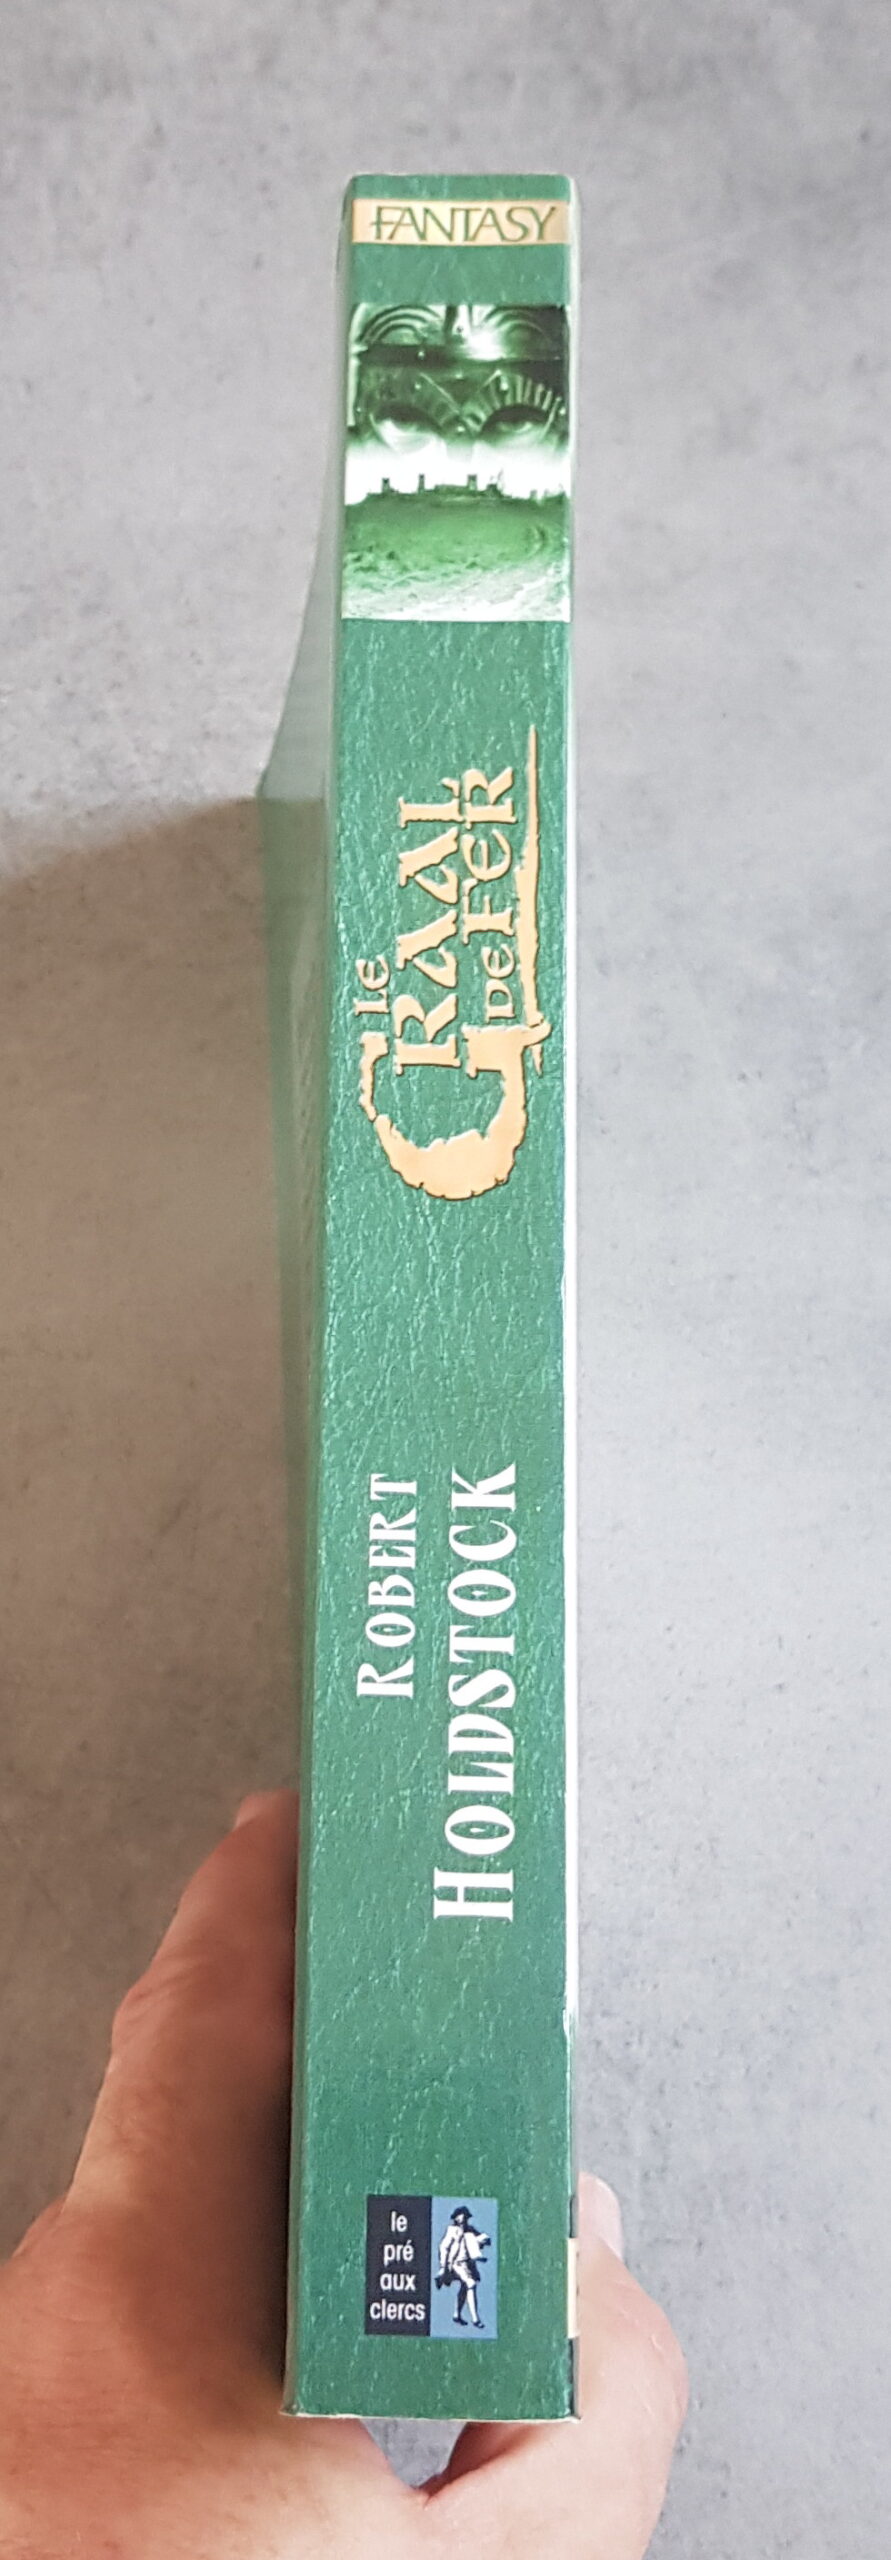 FANTASY
LE
GRAAL
DE FER
ROBERT
HOLDSTOCK
le
pré
aux
clercs